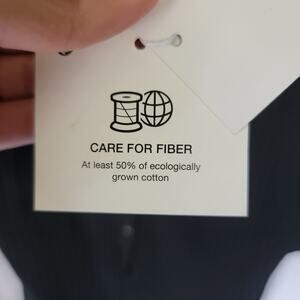 CARE FOR FIBER
At least 50% of ecologically
grown cotton